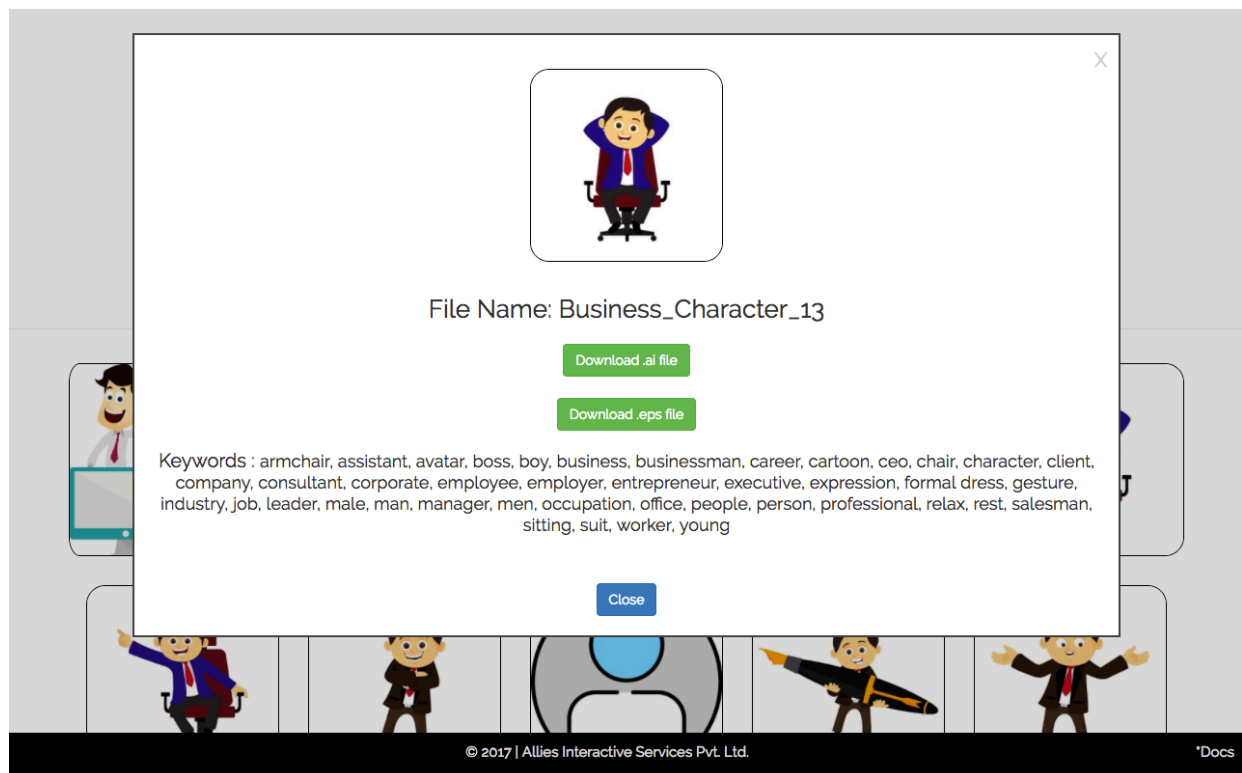 X
File Name: Business_Character_13
Download .ai file
Download .eps file
Keywords : armchair, assistant, avatar, boss, boy, business, businessman, career, cartoon, ceo, chair, character, client,
company, consultant, corporate, employee, employer, entrepreneur, executive, expression, formal dress, gesture,
industry, job, leader, male, man, manager, men, occupation, office, people, person, professional, relax, rest, salesman,
sitting, suit, worker, young
Close
© 2017 | Allies Interactive Services Pvt. Ltd.
*Docs